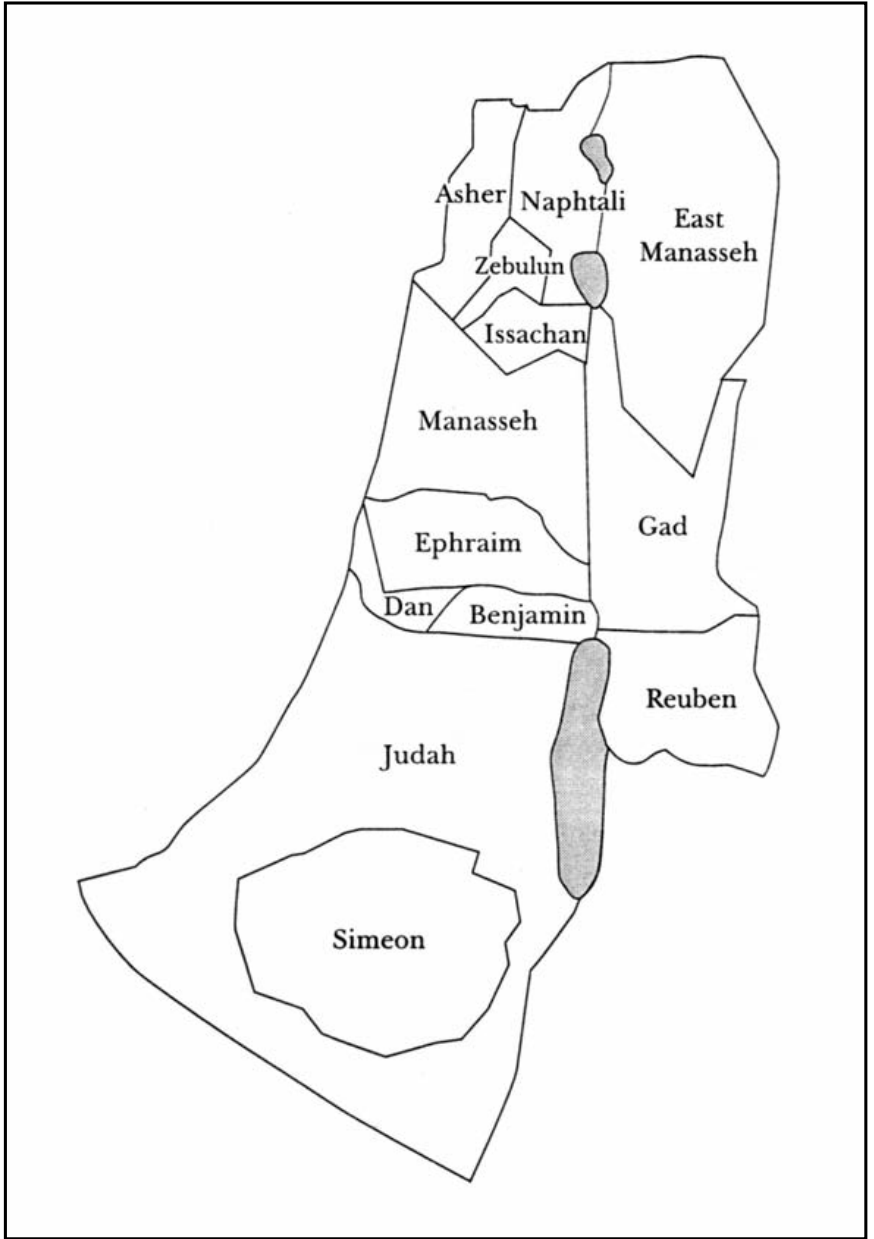 Asher
Naphtali
East
Manasseh
Zebulun
Issachan
Manasseh
Gad
Ephraim
Dan
Benjamin
Reuben
Judah
Simeon